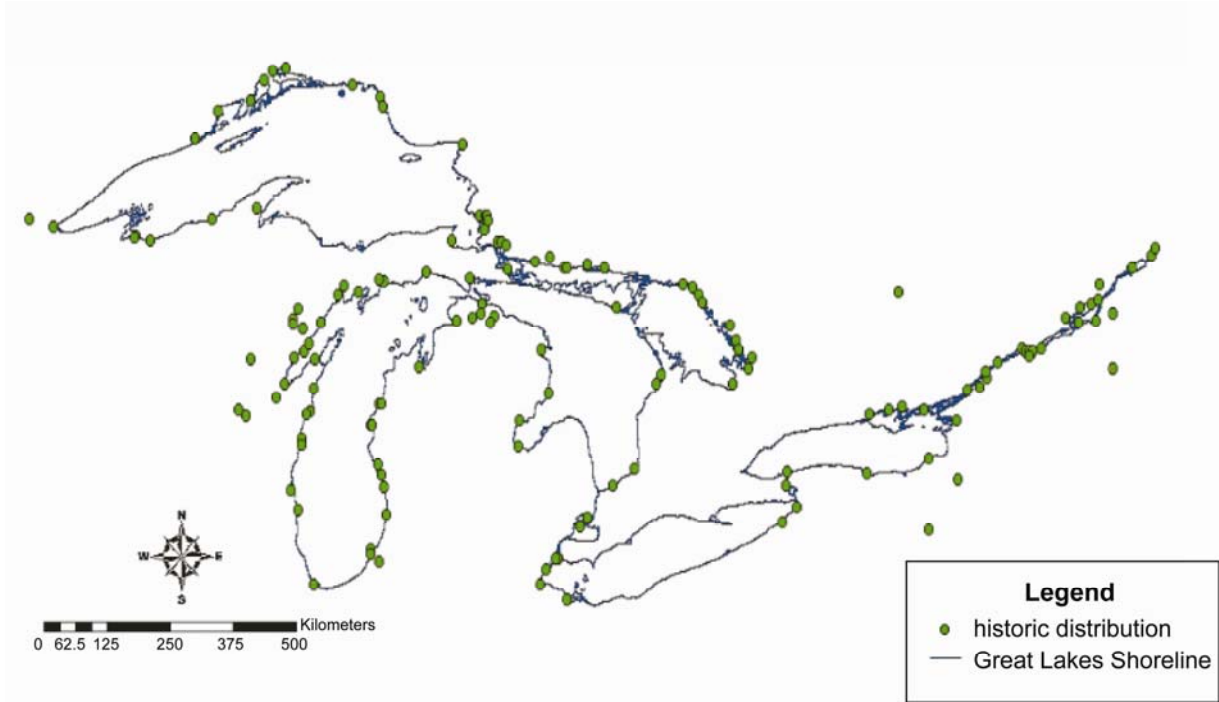 N
W E
S
Kilometers
0 62.5 125 250 375 500
Legend
historic distribution
Great Lakes Shoreline